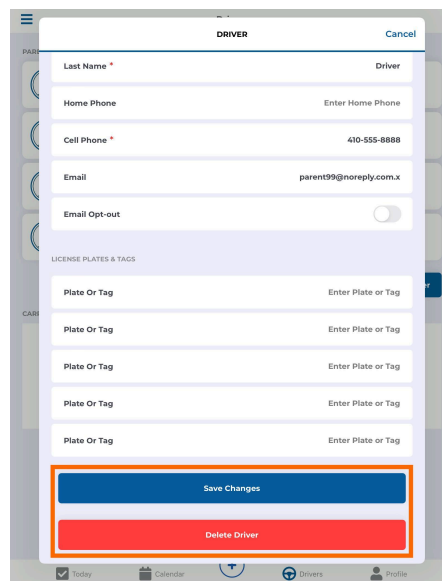 DRIVER Cancel
PARE
Last Name * Driver
Home Phone Enter Home Phone
Cell Phone * 410-555-8888
Email parent99@noreply.com.x
Email Opt-out
LICENSE PLATES & TAGS
Plate Or Tag Enter Plate or Tag
er
CARP
Plate Or Tag Enter Plate or Tag
Plate Or Tag Enter Plate or Tag
Plate Or Tag Enter Plate or Tag
Plate Or Tag Enter Plate or Tag
Save Changes
Delete Driver
Today Calendar Drivers Profile